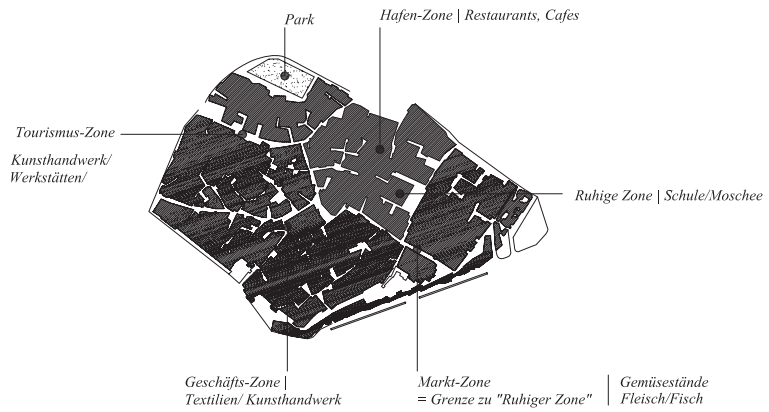 Park
Hafen-Zone | Restaurants, Cafes
Tourismus-Zone
Kunsthandwerk/
Werkstätten/
Ruhige Zone | Schule/Moschee
Geschäfts-Zone |
Textilien/ Kunsthandwerk
Markt-Zone
= Grenze zu "Ruhiger Zone"
Gemüsestände
Fleisch/Fisch